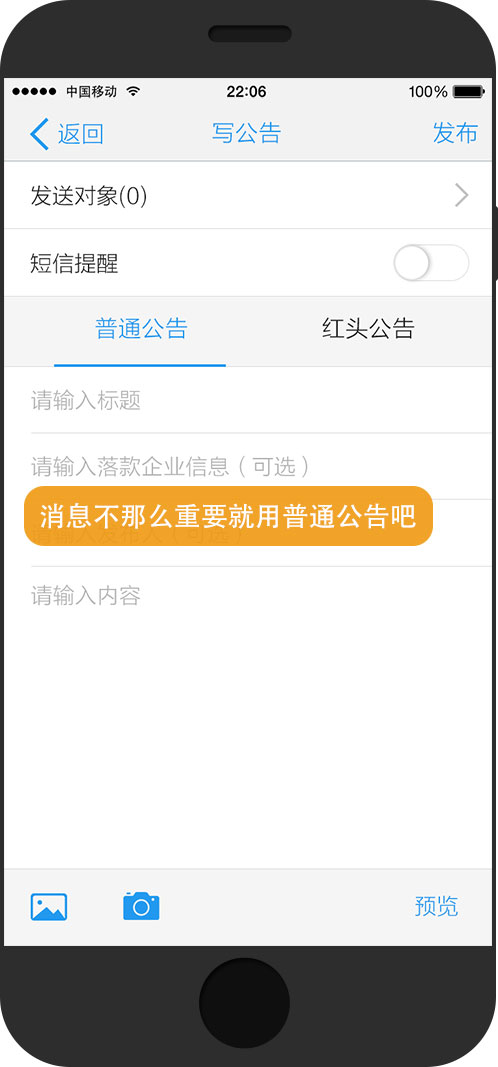 中国移动 22:06 100%
返回 写公告 发布
发送对象(0)
短信提醒
普通公告 红头公告
请输入标题
请输入落款企业信息（可选）
消息不那么重要就用普通公告吧
请输入发布人（可选）
请输入内容
预览